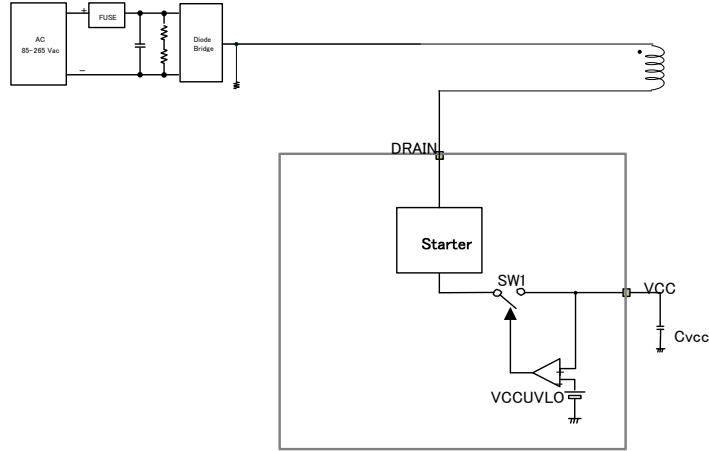 AC
85-265 Vac
+
−
FUSE
Diode
Bridge
DRAIN
Starter
SW1
VCC
Cvcc
+
VCCUVLO